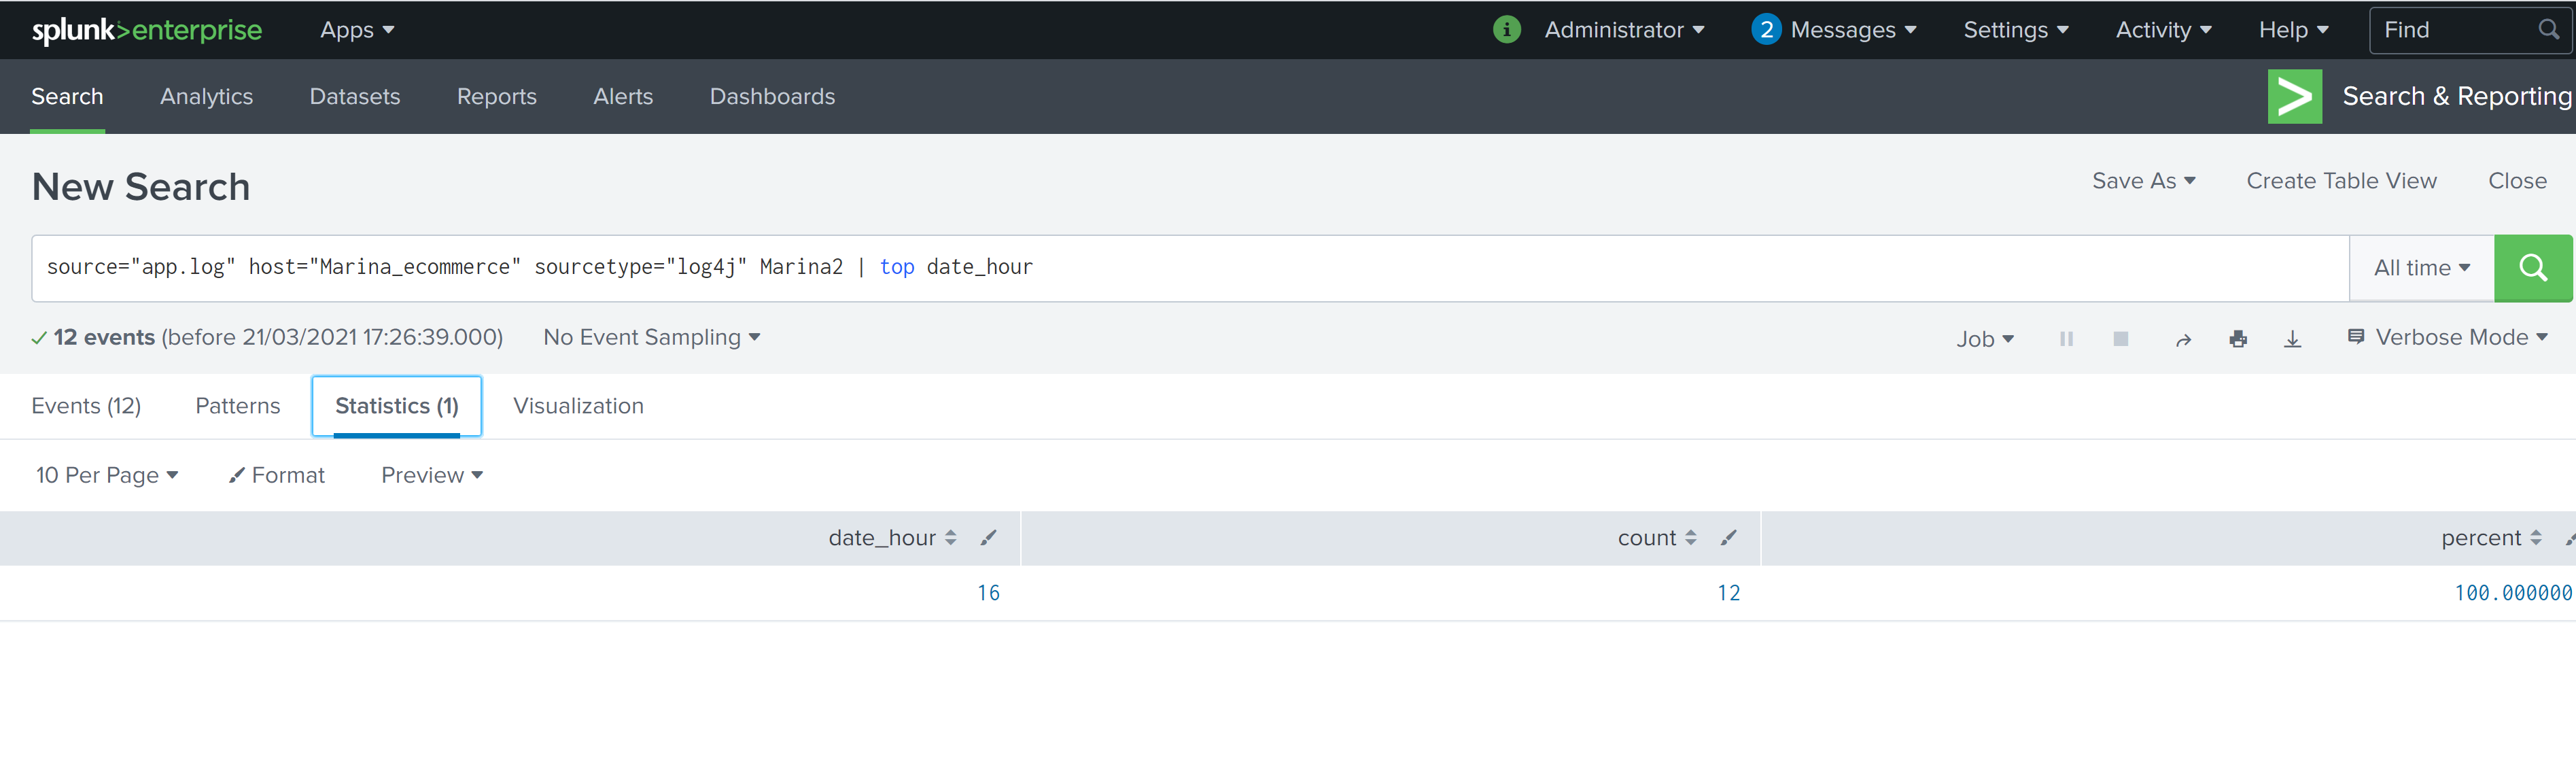 splunk>enterprise Apps Administrator 2 Messages Settings Activity Help Find
Search Analytics Datasets Reports Alerts Dashboards Search & Reporting
New Search Save As Create Table View Close
source="app.log" host="Marina_ecommerce" sourcetype="log4j" Marina2 | top date_hour All time
12 events (before 21/03/2021 17:26:39.000) No Event Sampling Job Verbose Mode
Events (12) Patterns Statistics (1) Visualization
10 Per Page Format Preview
date_hour count percent
16 12 100.000000